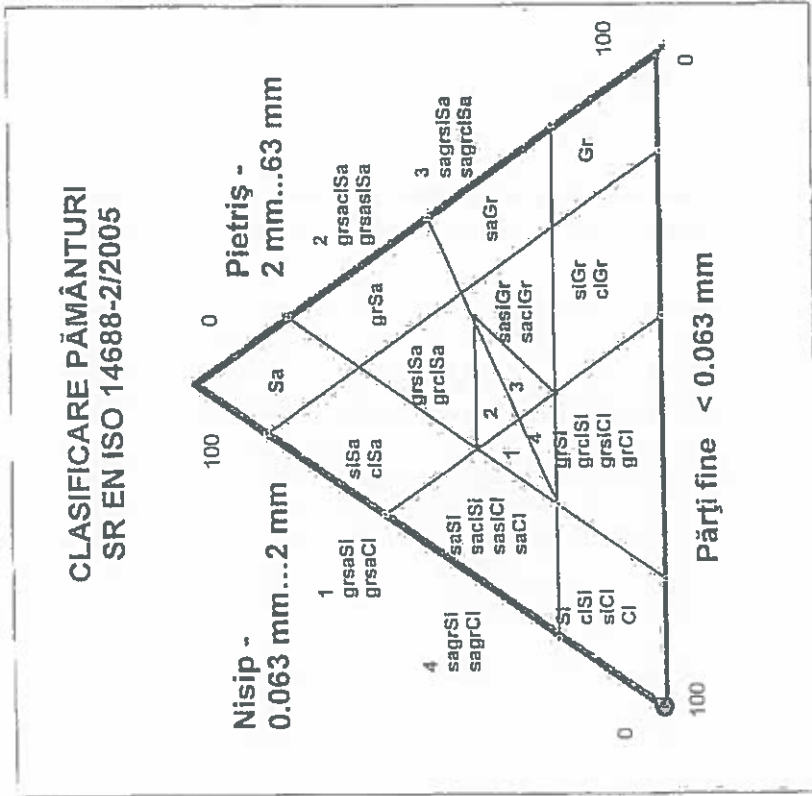 CLASIFICARE PĂMÂNTURI
SR EN ISO 14688-2/2005
Nisip -
0.063 mm...2 mm
Pietriş -
2 mm...63 mm
100
0
1
grsaSi
grsaCl
2
grsaclSa
grsasiSa
3
sagrsiSa
sagrclSa
4
sagrSi
sagrCl
Sa
siSa
clSa
grSa
grsiSa
grclSa
saSi
saclSi
sasiCl
saCl
1
2
3
4
saGr
sasiGr
saclGr
Si
clSi
siCl
Cl
grSi
grclSi
grsiCl
grCl
siGr
clGr
Gr
0
100
100
0
Părţi fine < 0.063 mm